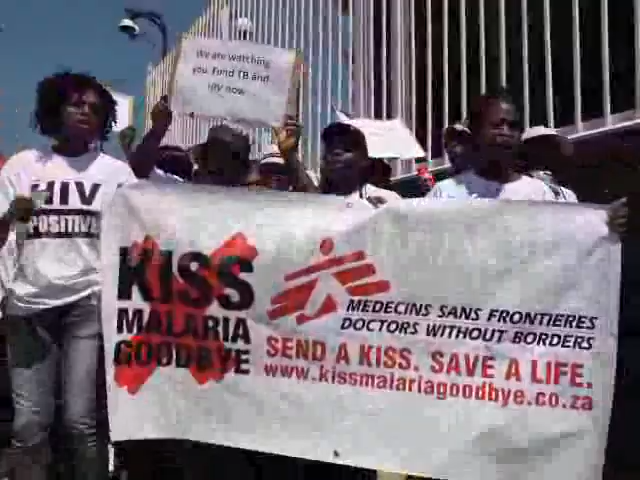 We are watching
you. Fund TB and
HIV now
HIV
POSITIVE
KISS
MALARIA
GOODBYE
MEDECINS SANS FRONTIERES
DOCTORS WITHOUT BORDERS
SEND A KISS. SAVE A LIFE.
www.kissmalariagoodbye.co.za